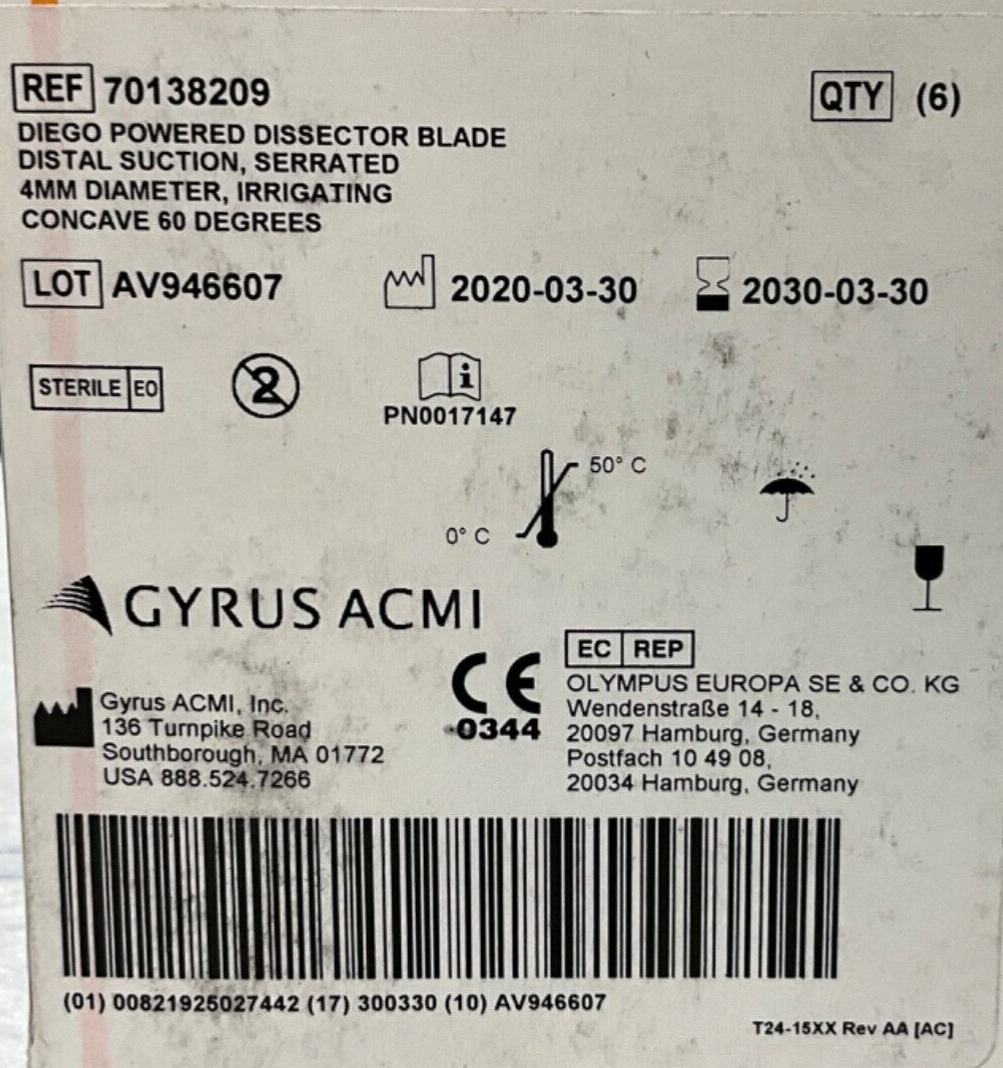 REF 70138209 QTY (6)
DIEGO POWERED DISSECTOR BLADE
DISTAL SUCTION, SERRATED
4MM DIAMETER, IRRIGATING
CONCAVE 60 DEGREES
LOT AV946607 2020-03-30 2030-03-30
STERILE EO 2 i
PN0017147
50° C
0° C
GYRUS ACMI
EC REP
CE
0344
Gyrus ACMI, Inc.
136 Turnpike Road
Southborough, MA 01772
USA 888.524.7266
OLYMPUS EUROPA SE & CO. KG
Wendenstraße 14 - 18,
20097 Hamburg, Germany
Postfach 10 49 08,
20034 Hamburg, Germany
(01) 00821925027442 (17) 300330 (10) AV946607
T24-15XX Rev AA [AC]